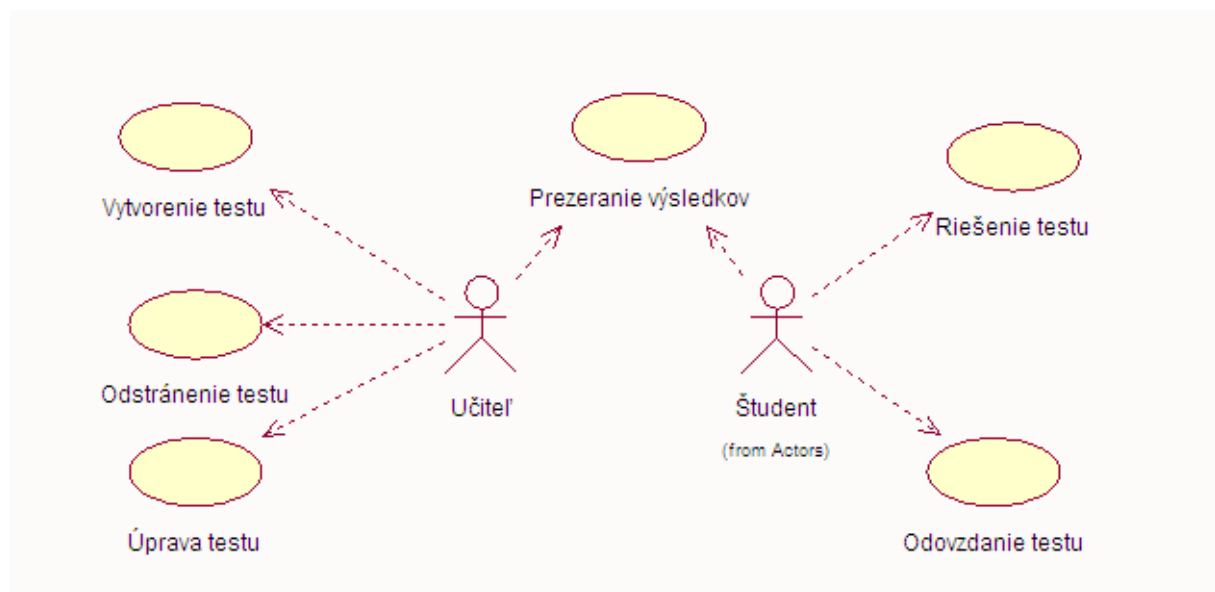 Prezeranie výsledkov
Vytvorenie testu
Riešenie testu
Odstránenie testu
Učiteľ
Študent
(from Actors)
Úprava testu
Odovzdanie testu